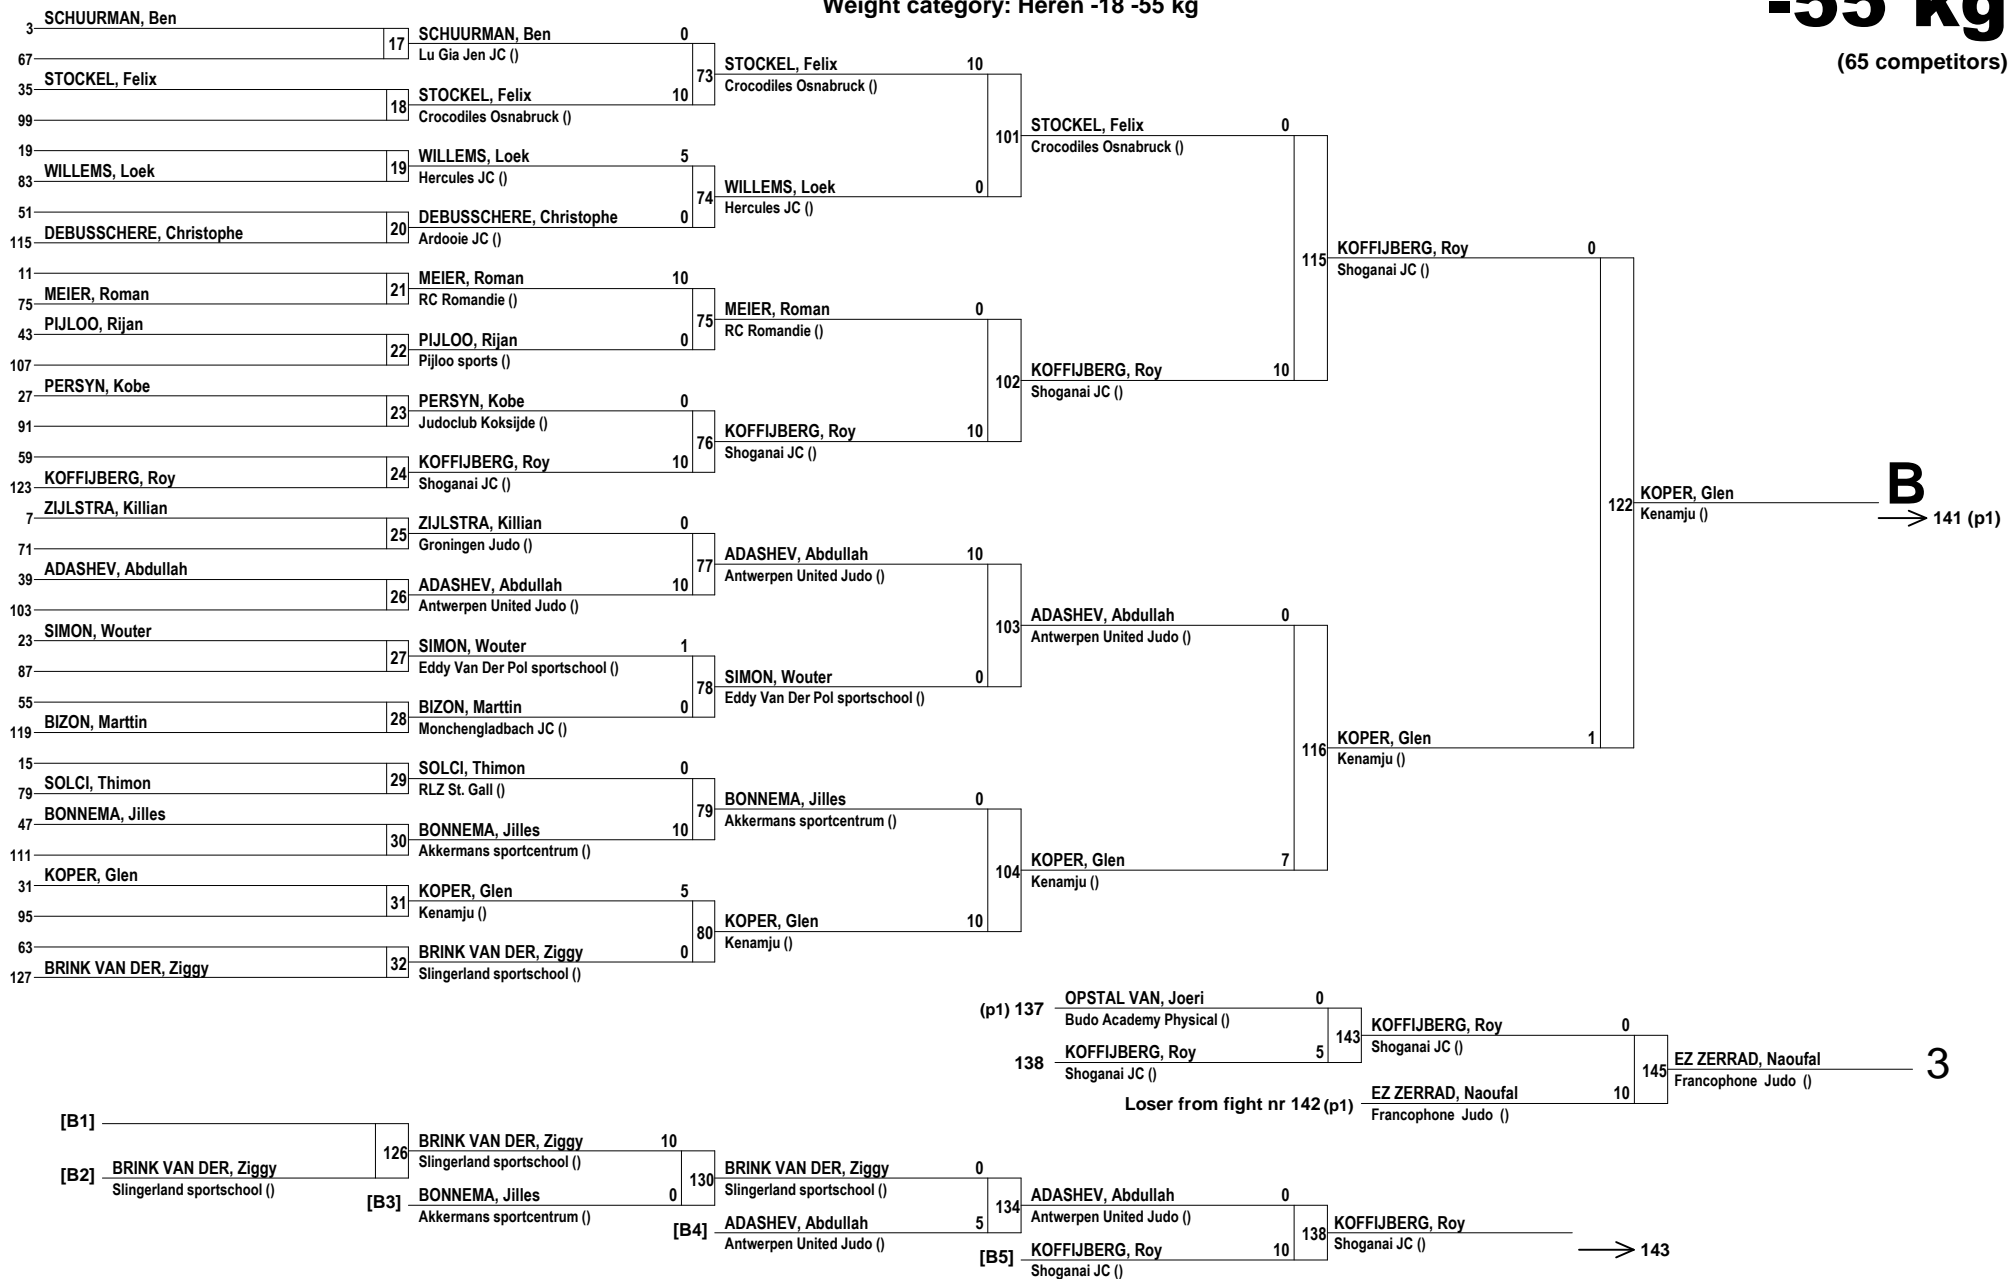 Weight category: Heren -18 -55 kg
-55 kg
(65 competitors)
3 SCHUURMAN, Ben
67
35 STOCKEL, Felix
99
19
83 WILLEMS, Loek
51
115 DEBUSSCHERE, Christophe
11
75 MEIER, Roman
43 PIJLOO, Rijan
107
27 PERSYN, Kobe
91
59
123 KOFFIJBERG, Roy
7 ZIJLSTRA, Killian
71
39 ADASHEV, Abdullah
103
23 SIMON, Wouter
87
55
119 BIZON, Marttin
15
79 SOLCI, Thimon
47 BONNEMA, Jilles
111
31 KOPER, Glen
95
63
127 BRINK VAN DER, Ziggy
17 SCHUURMAN, Ben 0
Lu Gia Jen JC ()
18 STOCKEL, Felix 10
Crocodiles Osnabruck ()
19 WILLEMS, Loek 5
Hercules JC ()
20 DEBUSSCHERE, Christophe 0
Ardooie JC ()
21 MEIER, Roman 10
RC Romandie ()
22 PIJLOO, Rijan 0
Pijloo sports ()
23 PERSYN, Kobe 0
Judoclub Koksijde ()
24 KOFFIJBERG, Roy 10
Shoganai JC ()
25 ZIJLSTRA, Killian 0
Groningen Judo ()
26 ADASHEV, Abdullah 10
Antwerpen United Judo ()
27 SIMON, Wouter 1
Eddy Van Der Pol sportschool ()
28 BIZON, Marttin 0
Monchengladbach JC ()
29 SOLCI, Thimon 0
RLZ St. Gall ()
30 BONNEMA, Jilles 10
Akkermans sportcentrum ()
31 KOPER, Glen 5
Kenamju ()
32 BRINK VAN DER, Ziggy 0
Slingerland sportschool ()
73 STOCKEL, Felix 10
Crocodiles Osnabruck ()
74 WILLEMS, Loek 0
Hercules JC ()
75 MEIER, Roman 0
RC Romandie ()
76 KOFFIJBERG, Roy 10
Shoganai JC ()
77 ADASHEV, Abdullah 10
Antwerpen United Judo ()
78 SIMON, Wouter 0
Eddy Van Der Pol sportschool ()
79 BONNEMA, Jilles 0
Akkermans sportcentrum ()
80 KOPER, Glen 10
Kenamju ()
101 STOCKEL, Felix 0
Crocodiles Osnabruck ()
102 KOFFIJBERG, Roy 10
Shoganai JC ()
103 ADASHEV, Abdullah 0
Antwerpen United Judo ()
104 KOPER, Glen 7
Kenamju ()
115 KOFFIJBERG, Roy 0
Shoganai JC ()
116 KOPER, Glen 1
Kenamju ()
122 KOPER, Glen
Kenamju ()
B
141 (p1)
(p1) 137 OPSTAL VAN, Joeri 0
Budo Academy Physical ()
138 KOFFIJBERG, Roy 5
Shoganai JC ()
143 KOFFIJBERG, Roy 0
Shoganai JC ()
Loser from fight nr 142 (p1) EZ ZERRAD, Naoufal 10
Francophone Judo ()
145 EZ ZERRAD, Naoufal
Francophone Judo ()
3
[B1]
[B2] BRINK VAN DER, Ziggy
Slingerland sportschool ()
126 BRINK VAN DER, Ziggy 10
Slingerland sportschool ()
[B3] BONNEMA, Jilles 0
Akkermans sportcentrum ()
130 BRINK VAN DER, Ziggy 0
Slingerland sportschool ()
[B4] ADASHEV, Abdullah 5
Antwerpen United Judo ()
134 ADASHEV, Abdullah 0
Antwerpen United Judo ()
[B5] KOFFIJBERG, Roy 10
Shoganai JC ()
138 KOFFIJBERG, Roy
Shoganai JC ()
143